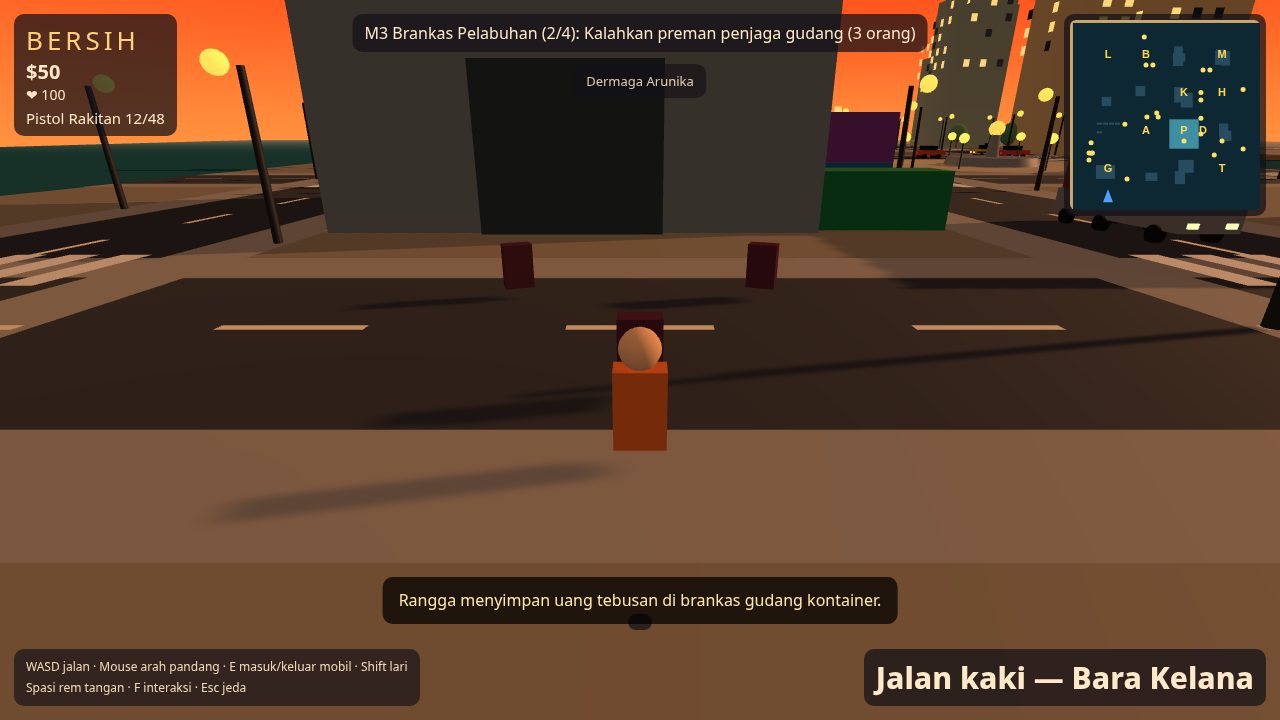 BERSIH
$50
❤ 100
Pistol Rakitan 12/48
M3 Brankas Pelabuhan (2/4): Kalahkan preman penjaga gudang (3 orang)
Dermaga Arunika
L B M
K H
A P D
G T
Rangga menyimpan uang tebusan di brankas gudang kontainer.
WASD jalan · Mouse arah pandang · E masuk/keluar mobil · Shift lari
Spasi rem tangan · F interaksi · Esc jeda
Jalan kaki — Bara Kelana